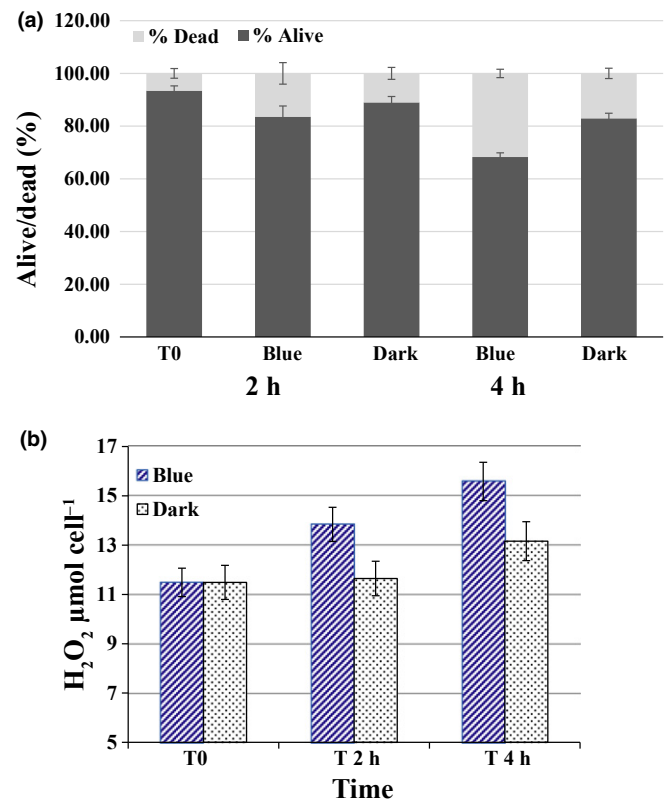 (a)
% Dead % Alive
Alive/dead (%)
100.00
80.00
60.00
40.00
20.00
0.00
T0 Blue Dark Blue Dark
2 h 4 h
(b)
Blue
Dark
H₂O₂ μmol cell⁻¹
17
15
13
11
9
7
5
T0 T 2 h T 4 h
Time